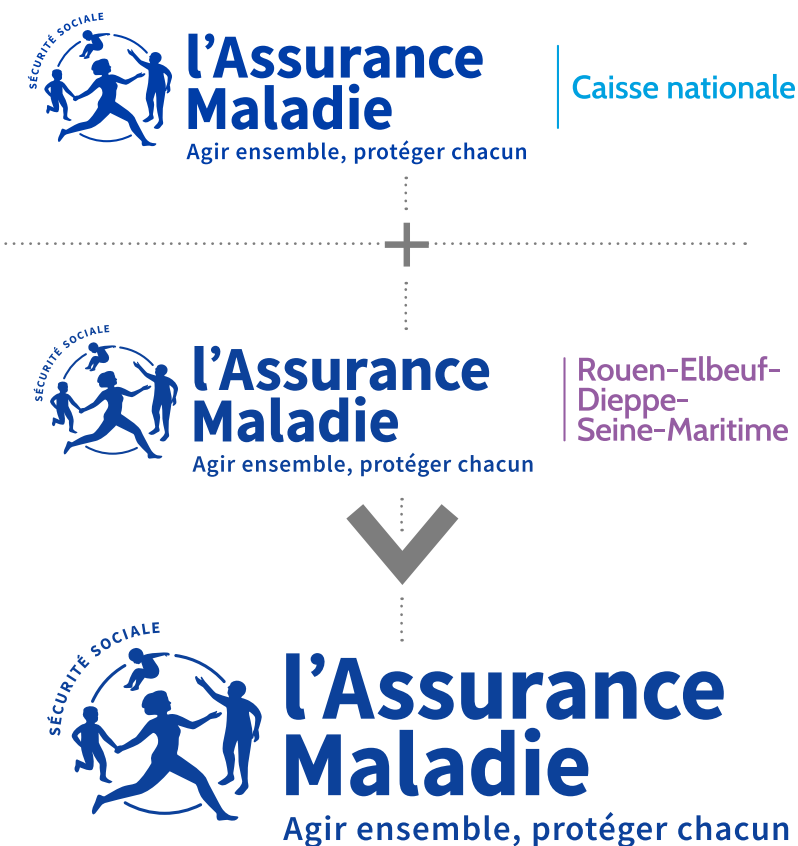 SÉCURITÉ SOCIALE
l'Assurance
Maladie
Agir ensemble, protéger chacun
Caisse nationale
+
SÉCURITÉ SOCIALE
l'Assurance
Maladie
Agir ensemble, protéger chacun
Rouen-Elbeuf-
Dieppe-
Seine-Maritime
SÉCURITÉ SOCIALE
l'Assurance
Maladie
Agir ensemble, protéger chacun